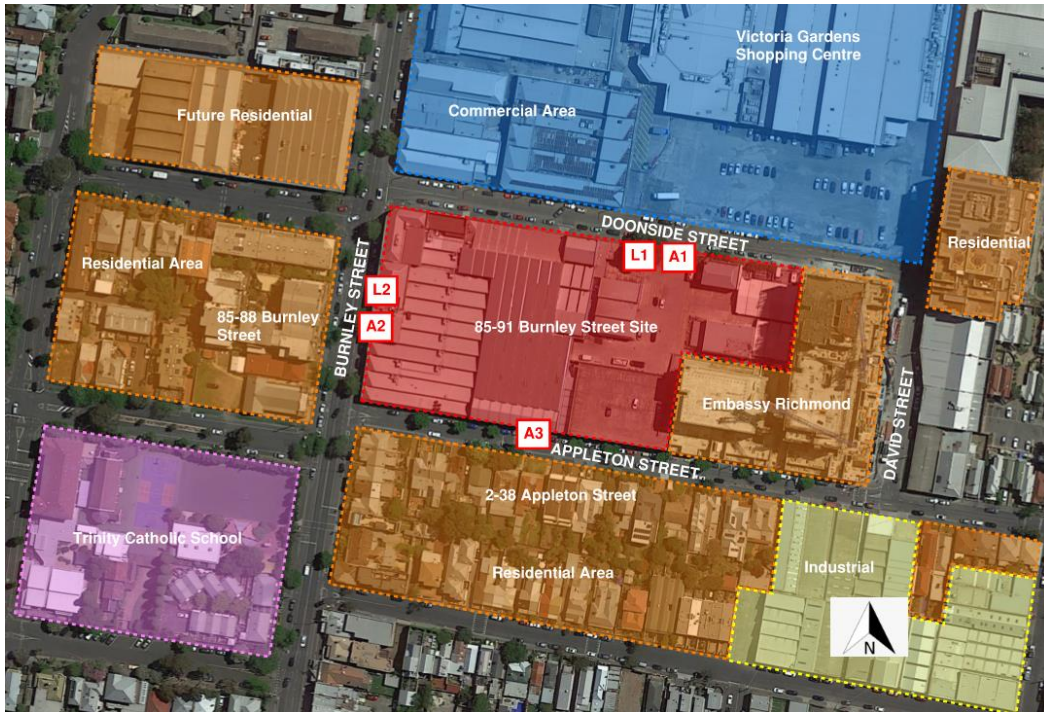 Victoria Gardens
Shopping Centre
Future Residential
Commercial Area
DOONSIDE STREET
Residential
Residential Area
L1
A1
BURNLEY STREET
L2
85-88 Burnley
Street
A2
85-91 Burnley Street Site
Embassy Richmond
DAVID STREET
A3
APPLETON STREET
2-38 Appleton Street
Trinity Catholic School
Residential Area
Industrial
N